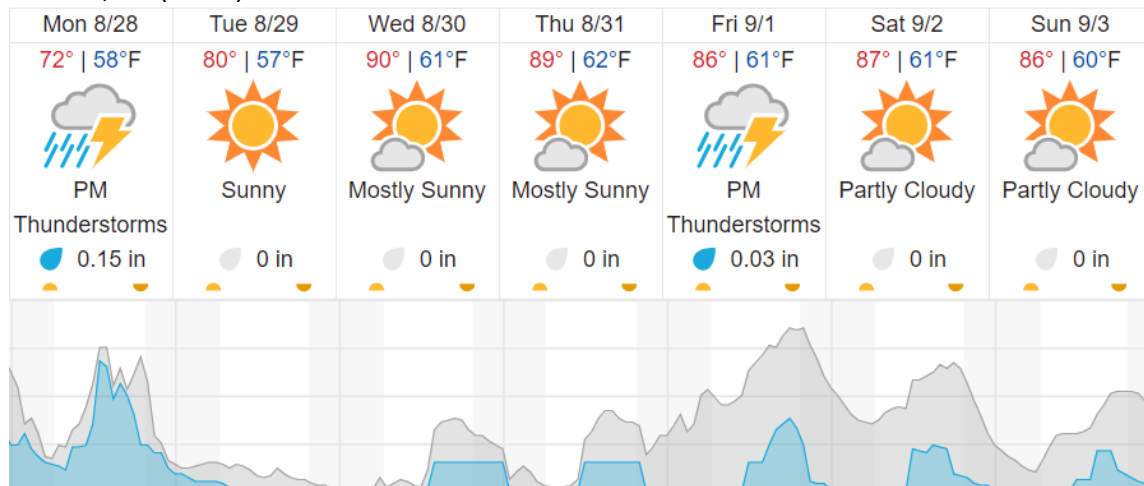 Mon 8/28 Tue 8/29 Wed 8/30 Thu 8/31 Fri 9/1 Sat 9/2 Sun 9/3
72° | 58°F 80° | 57°F 90° | 61°F 89° | 62°F 86° | 61°F 87° | 61°F 86° | 60°F
PM Sunny Mostly Sunny Mostly Sunny PM Partly Cloudy Partly Cloudy
Thunderstorms Thunderstorms
0.15 in 0 in 0 in 0 in 0.03 in 0 in 0 in